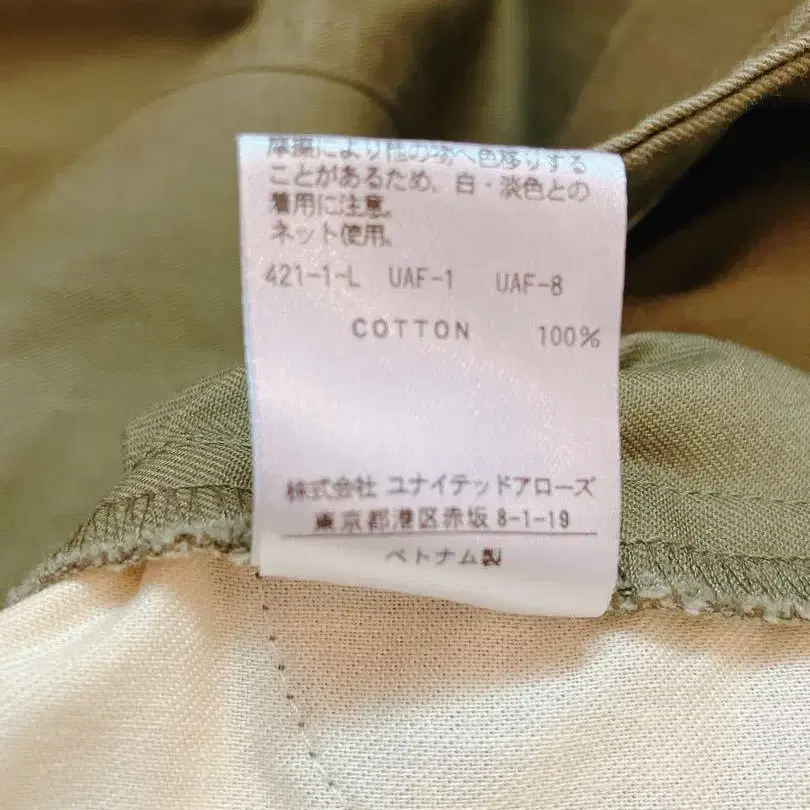 摩擦により他の物へ色移りする
ことがあるため、白・淡色との
着用に注意。
ネット使用。
421-1-L UAF-1 UAF-8
COTTON 100%
株式会社 ユナイテッドアローズ
東京都港区赤坂 8-1-19
ベトナム製